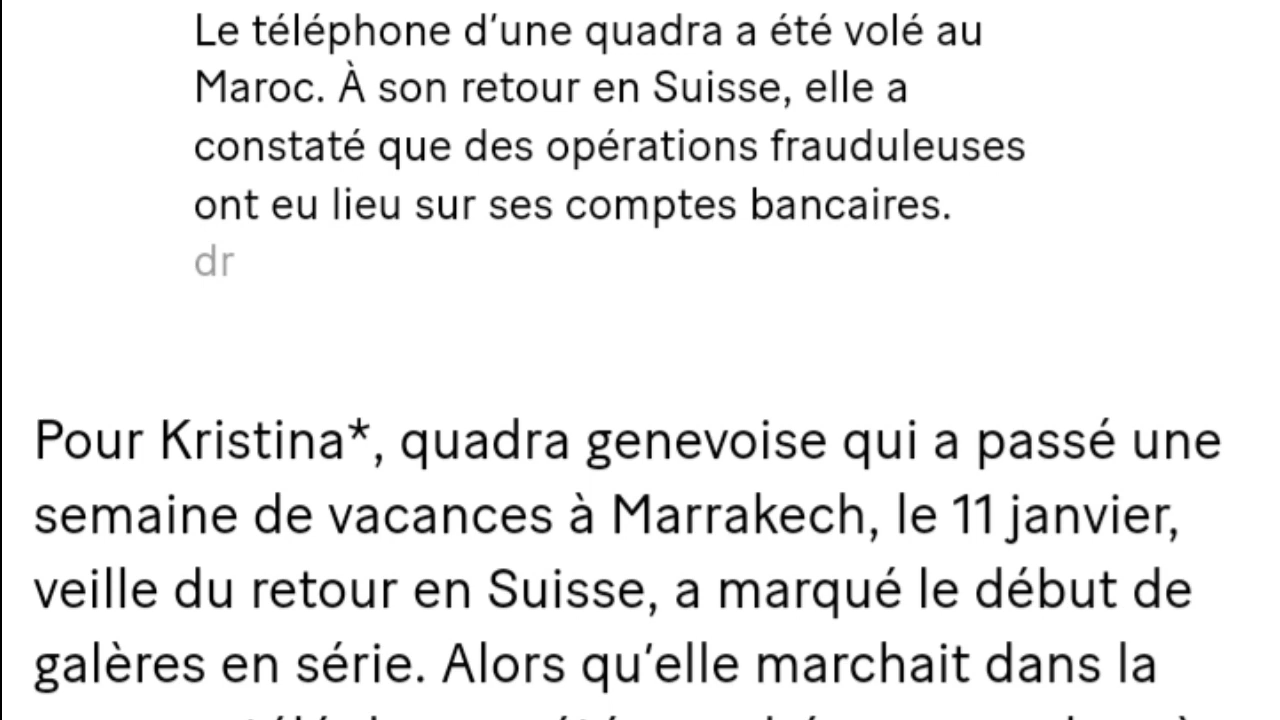 Le téléphone d’une quadra a été volé au
Maroc. À son retour en Suisse, elle a
constaté que des opérations frauduleuses
ont eu lieu sur ses comptes bancaires.
dr
Pour Kristina*, quadra genevoise qui a passé une
semaine de vacances à Marrakech, le 11 janvier,
veille du retour en Suisse, a marqué le début de
galères en série. Alors qu’elle marchait dans la